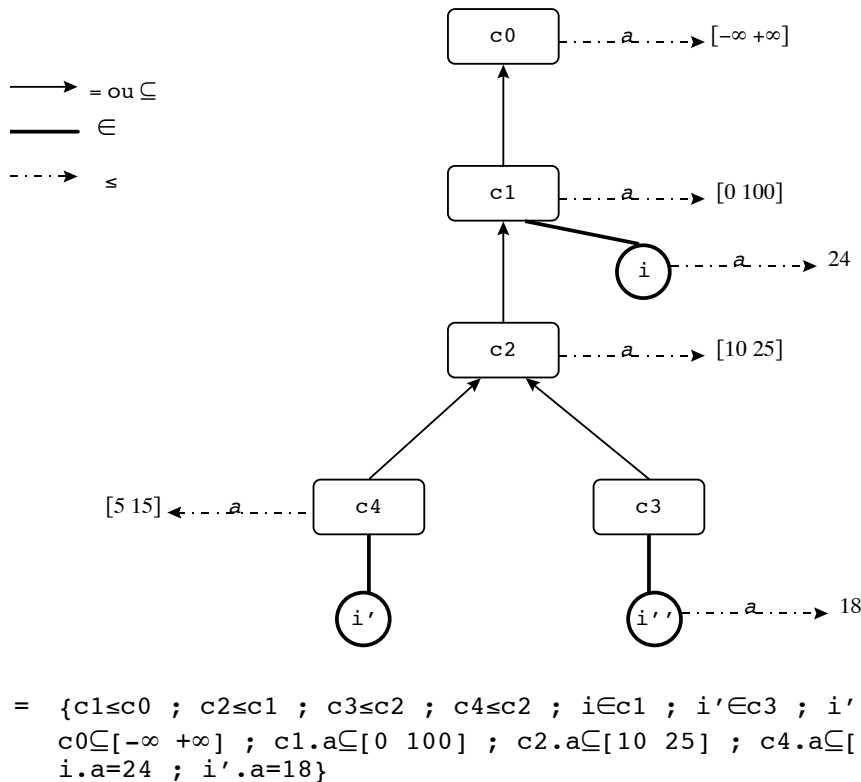 c0
a
[−∞ +∞]
= ou ⊆
∈
≤
c1
a
[0 100]
i
a
24
c2
a
[10 25]
[5 15]
a
c4
c3
i'
i''
a
18
= {c1≤c0 ; c2≤c1 ; c3≤c2 ; c4≤c2 ; i∈c1 ; i'∈c3 ; i'
c0⊆[−∞ +∞] ; c1.a⊆[0 100] ; c2.a⊆[10 25] ; c4.a⊆[
i.a=24 ; i'.a=18}